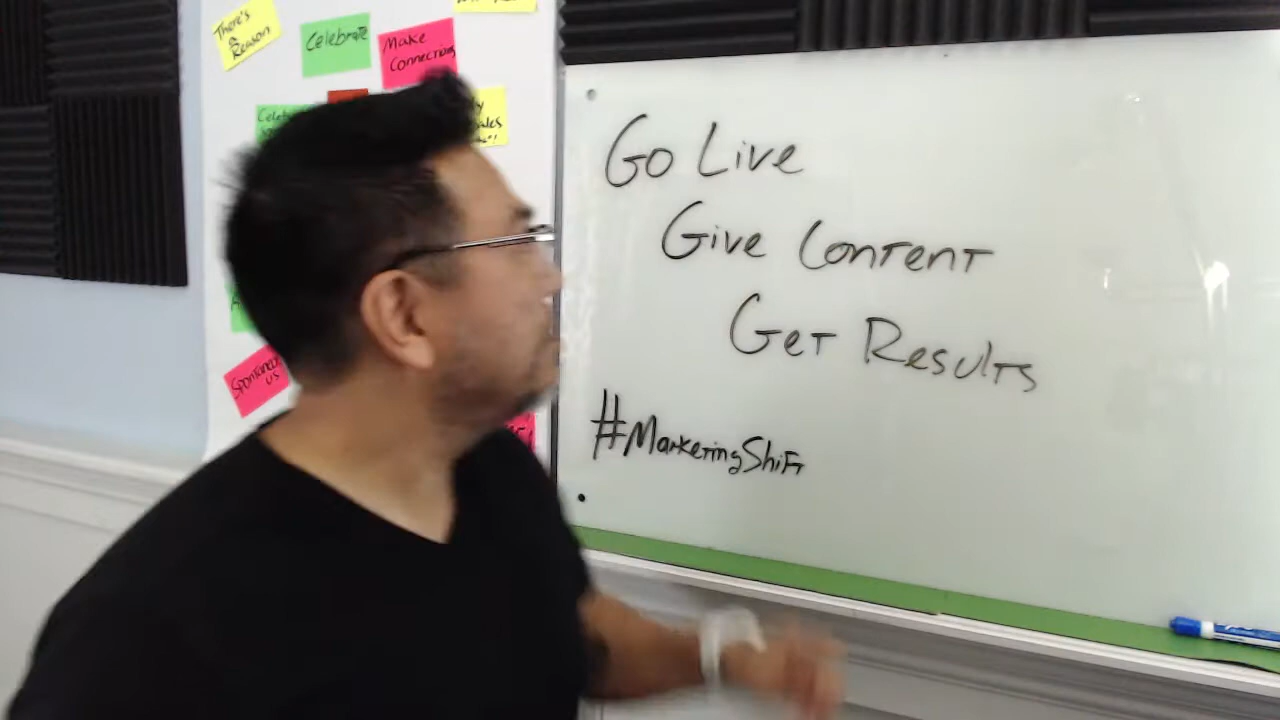 There's
a
Reason
Celebrate
Make
Connections
Go Live
Give Content
Get Results
#MarketingShift